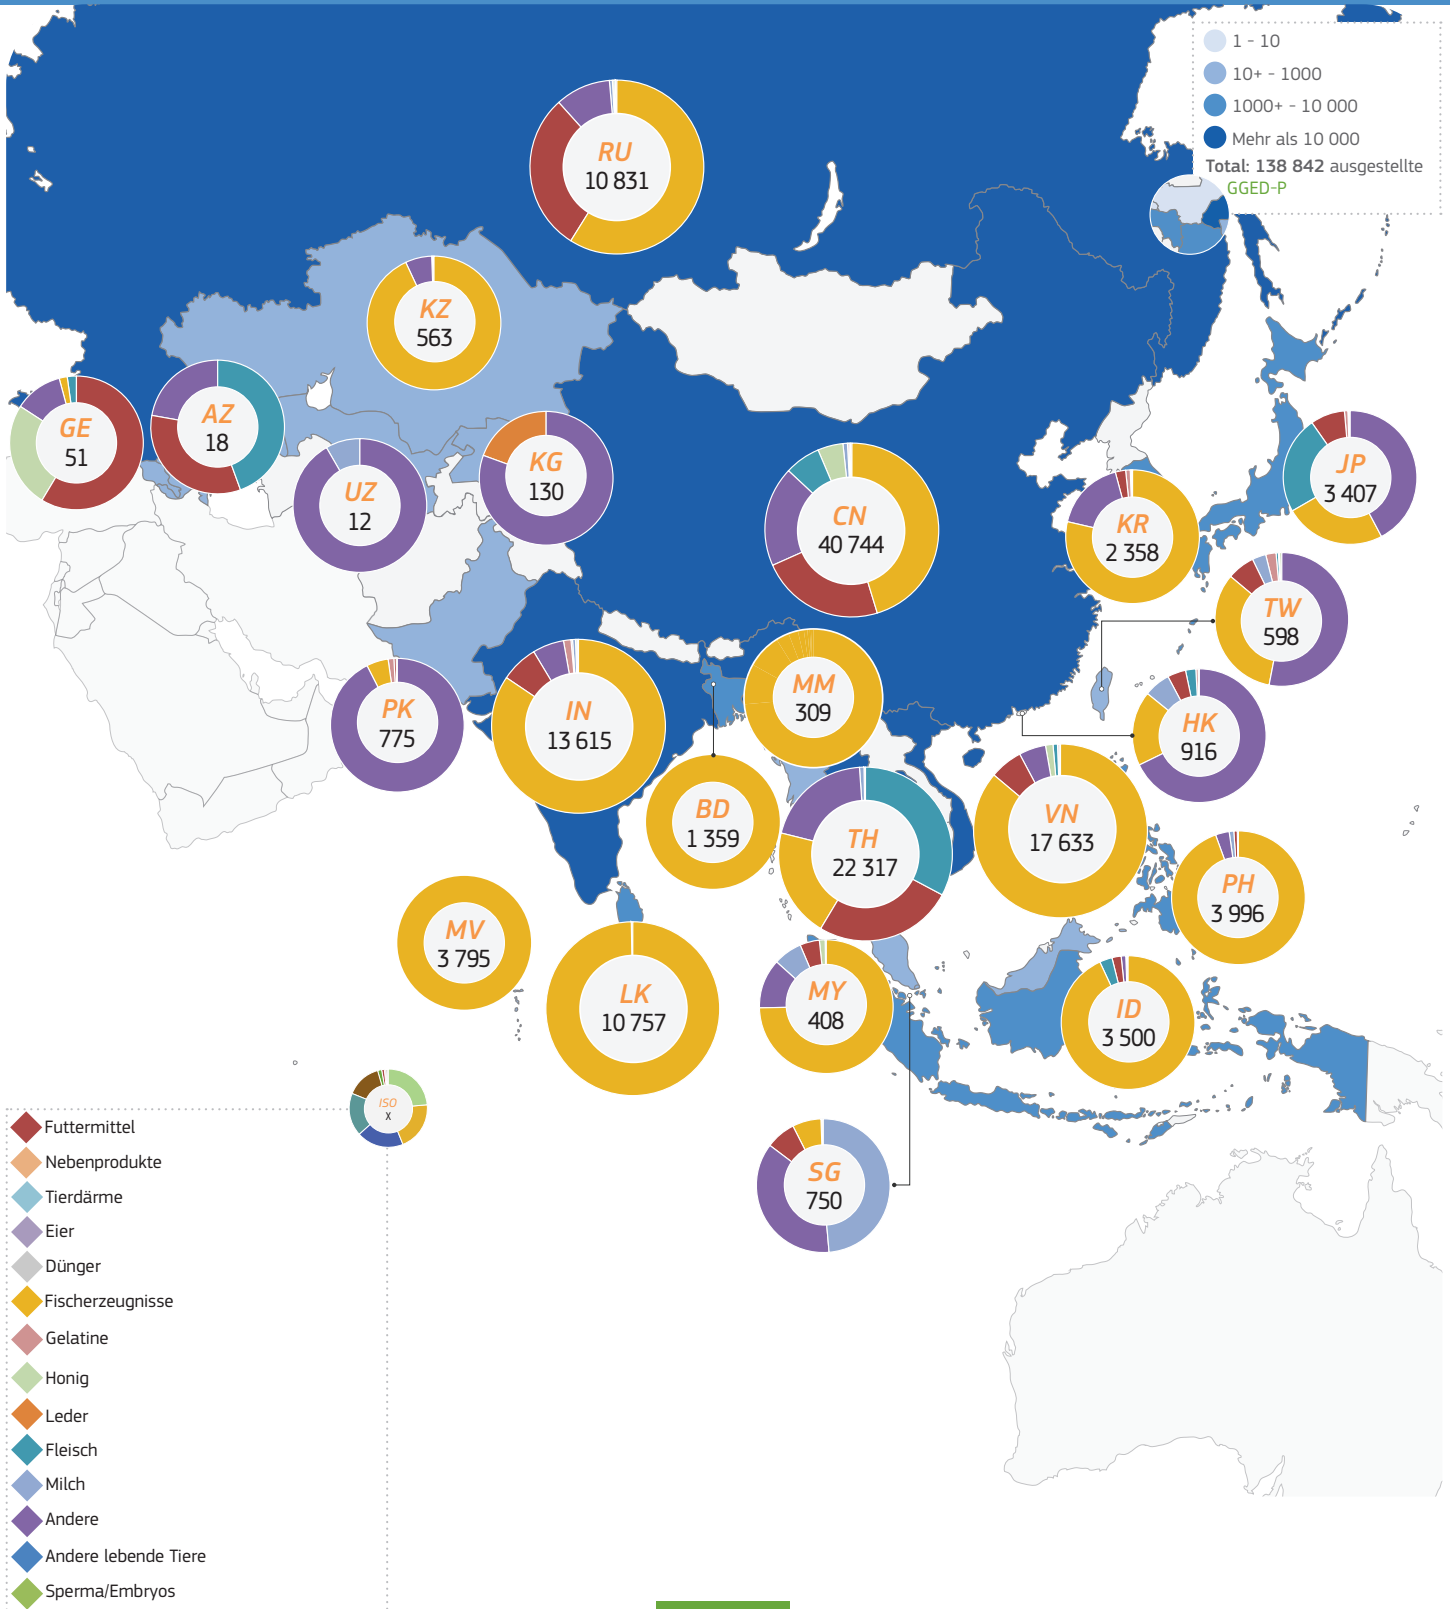 1 - 10
10+ - 1000
1000+ - 10 000
Mehr als 10 000
Total: 138 842 ausgestellte
GGED-P
RU
10 831
KZ
563
GE
51
AZ
18
UZ
12
KG
130
CN
40 744
KR
2 358
JP
3 407
TW
598
HK
916
PK
775
IN
13 615
MM
309
BD
1 359
TH
22 317
VN
17 633
PH
3 996
MV
3 795
LK
10 757
MY
408
ID
3 500
SG
750
ISO
X
Futtermittel
Nebenprodukte
Tierdärme
Eier
Dünger
Fischerzeugnisse
Gelatine
Honig
Leder
Fleisch
Milch
Andere
Andere lebende Tiere
Sperma/Embryos